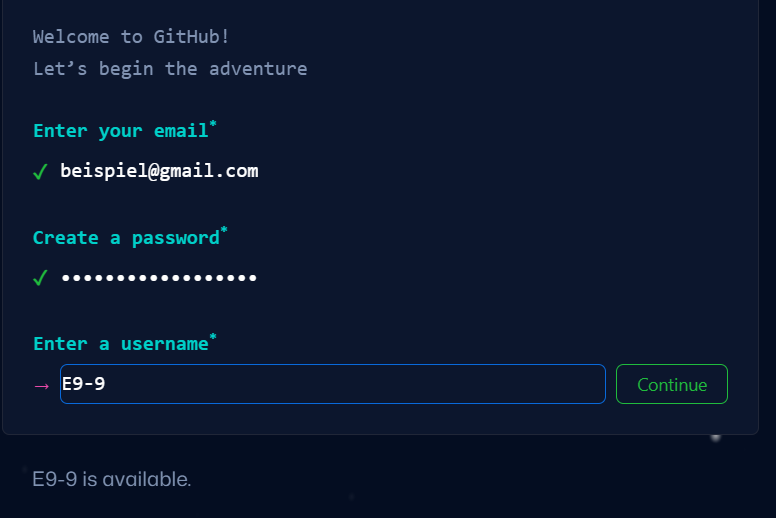 Welcome to GitHub!
Let’s begin the adventure
Enter your email*
✓ beispiel@gmail.com
Create a password*
✓ ••••••••••••••••••
Enter a username*
→ E9-9 Continue
E9-9 is available.